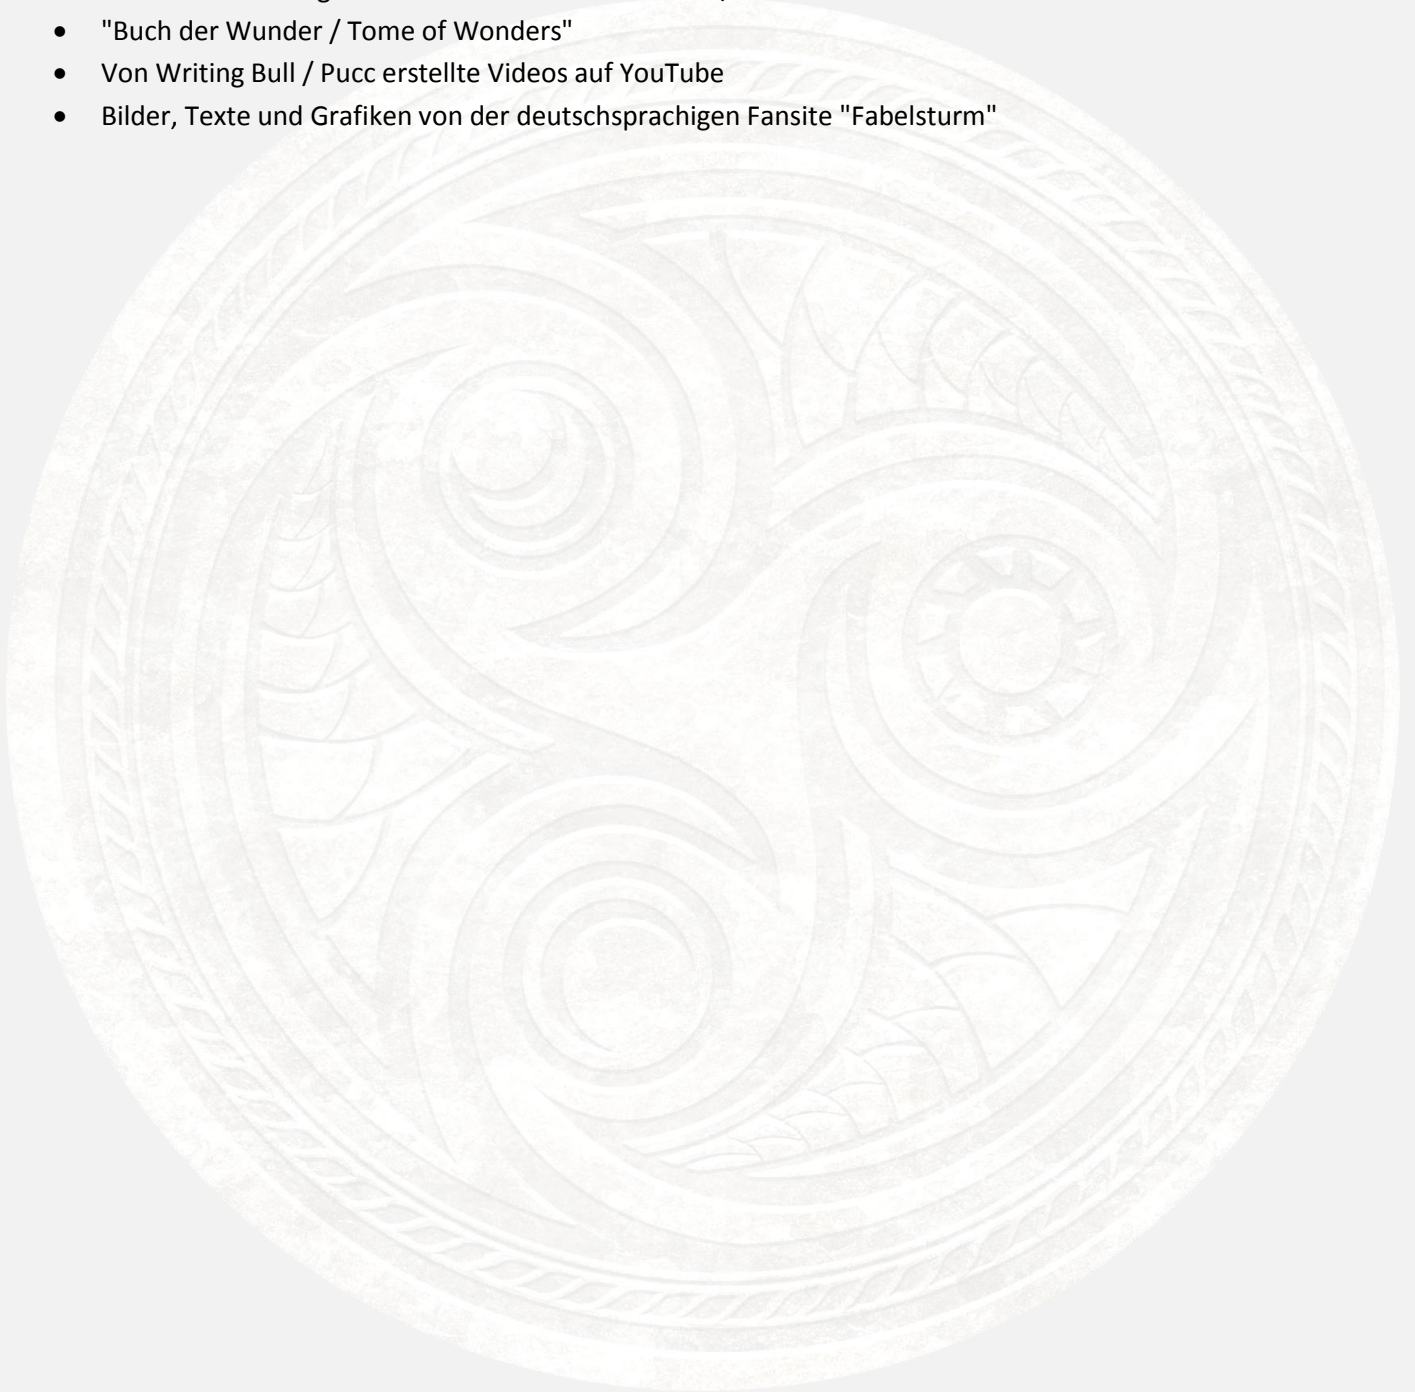 • "Buch der Wunder / Tome of Wonders"
• Von Writing Bull / Pucc erstellte Videos auf YouTube
• Bilder, Texte und Grafiken von der deutschsprachigen Fansite "Fabelsturm"